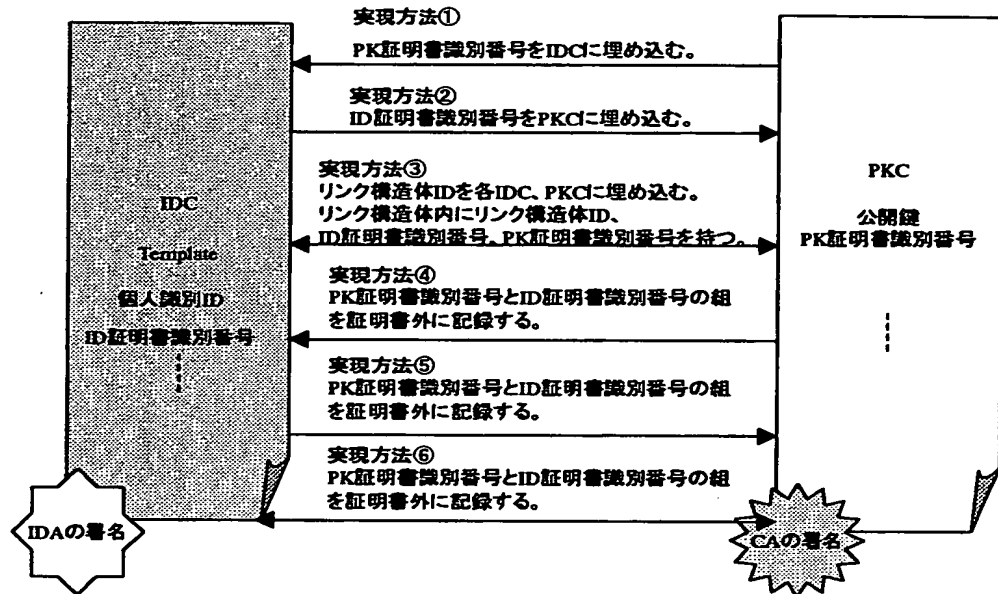 実現方法①
PK証明書識別番号をIDCに埋め込む。
実現方法②
ID証明書識別番号をPKCに埋め込む。
実現方法③
リンク構造体IDを各IDC、PKCに埋め込む。
リンク構造体内にリンク構造体ID、
ID証明書識別番号、PK証明書識別番号を持つ。
実現方法④
PK証明書識別番号とID証明書識別番号の組
を証明書外に記録する。
実現方法⑤
PK証明書識別番号とID証明書識別番号の組
を証明書外に記録する。
実現方法⑥
PK証明書識別番号とID証明書識別番号の組
を証明書外に記録する。
IDC
Template
個人識別ID
ID証明書識別番号
IDAの署名
PKC
公開鍵
PK証明書識別番号
CAの署名